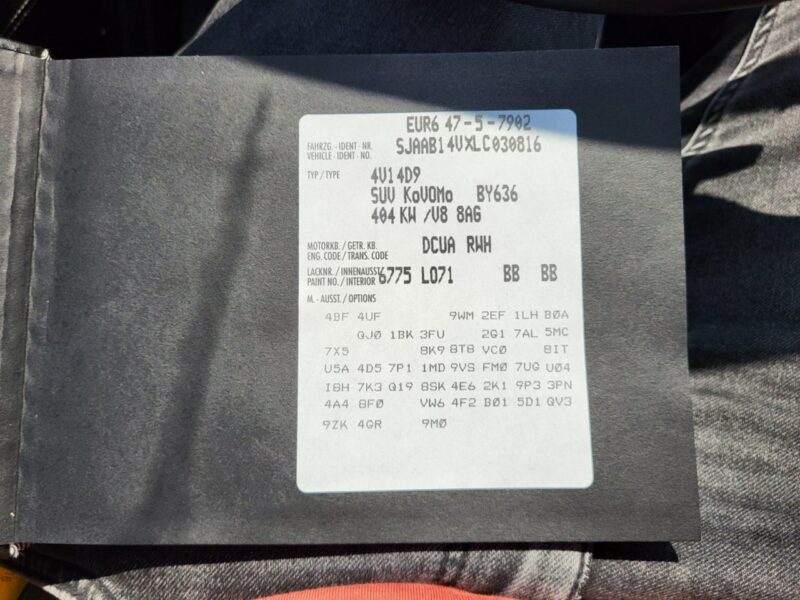 EUR6 47-5-7902
FAHRZG.-IDENT-NR. SJAAB14VXLC030816
VEHICLE-IDENT-NO.
TYP/TYPE 4V14D9
SUV KoVOMo BY636
404 KW /V8 8AG
MOTORKB./GETR.KB. DCUA RWH
ENG. CODE/TRANS. CODE
LACKNR./INNENAUSST. 6775 L071 BB BB
PAINT NO./INTERIOR
M.-AUSST./OPTIONS
4BF 4UF 9WM 2EF 1LH B0A
QJ0 1BK 3FU 2G1 7AL 5MC
7X5 8K9 8T8 VC0 8IT
U5A 4D5 7P1 1MD 9VS FM0 7UG U04
I8H 7K3 Q19 8SK 4E6 2K1 9P3 3PN
4A4 8F0 VW6 4F2 B01 5D1 QV3
9ZK 4GR 9M0